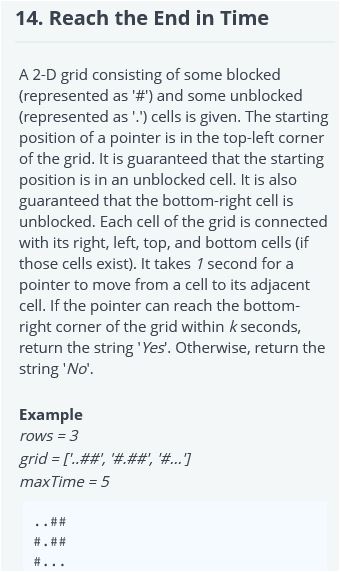 14. Reach the End in Time
A 2-D grid consisting of some blocked
(represented as '#') and some unblocked
(represented as '.') cells is given. The starting
position of a pointer is in the top-left corner
of the grid. It is guaranteed that the starting
position is in an unblocked cell. It is also
guaranteed that the bottom-right cell is
unblocked. Each cell of the grid is connected
with its right, left, top, and bottom cells (if
those cells exist). It takes 1 second for a
pointer to move from a cell to its adjacent
cell. If the pointer can reach the bottom-
right corner of the grid within k seconds,
return the string 'Yes'. Otherwise, return the
string 'No'.
Example
rows = 3
grid = ['..##', '#.##', '#...']
maxTime = 5
..##
#.##
#...